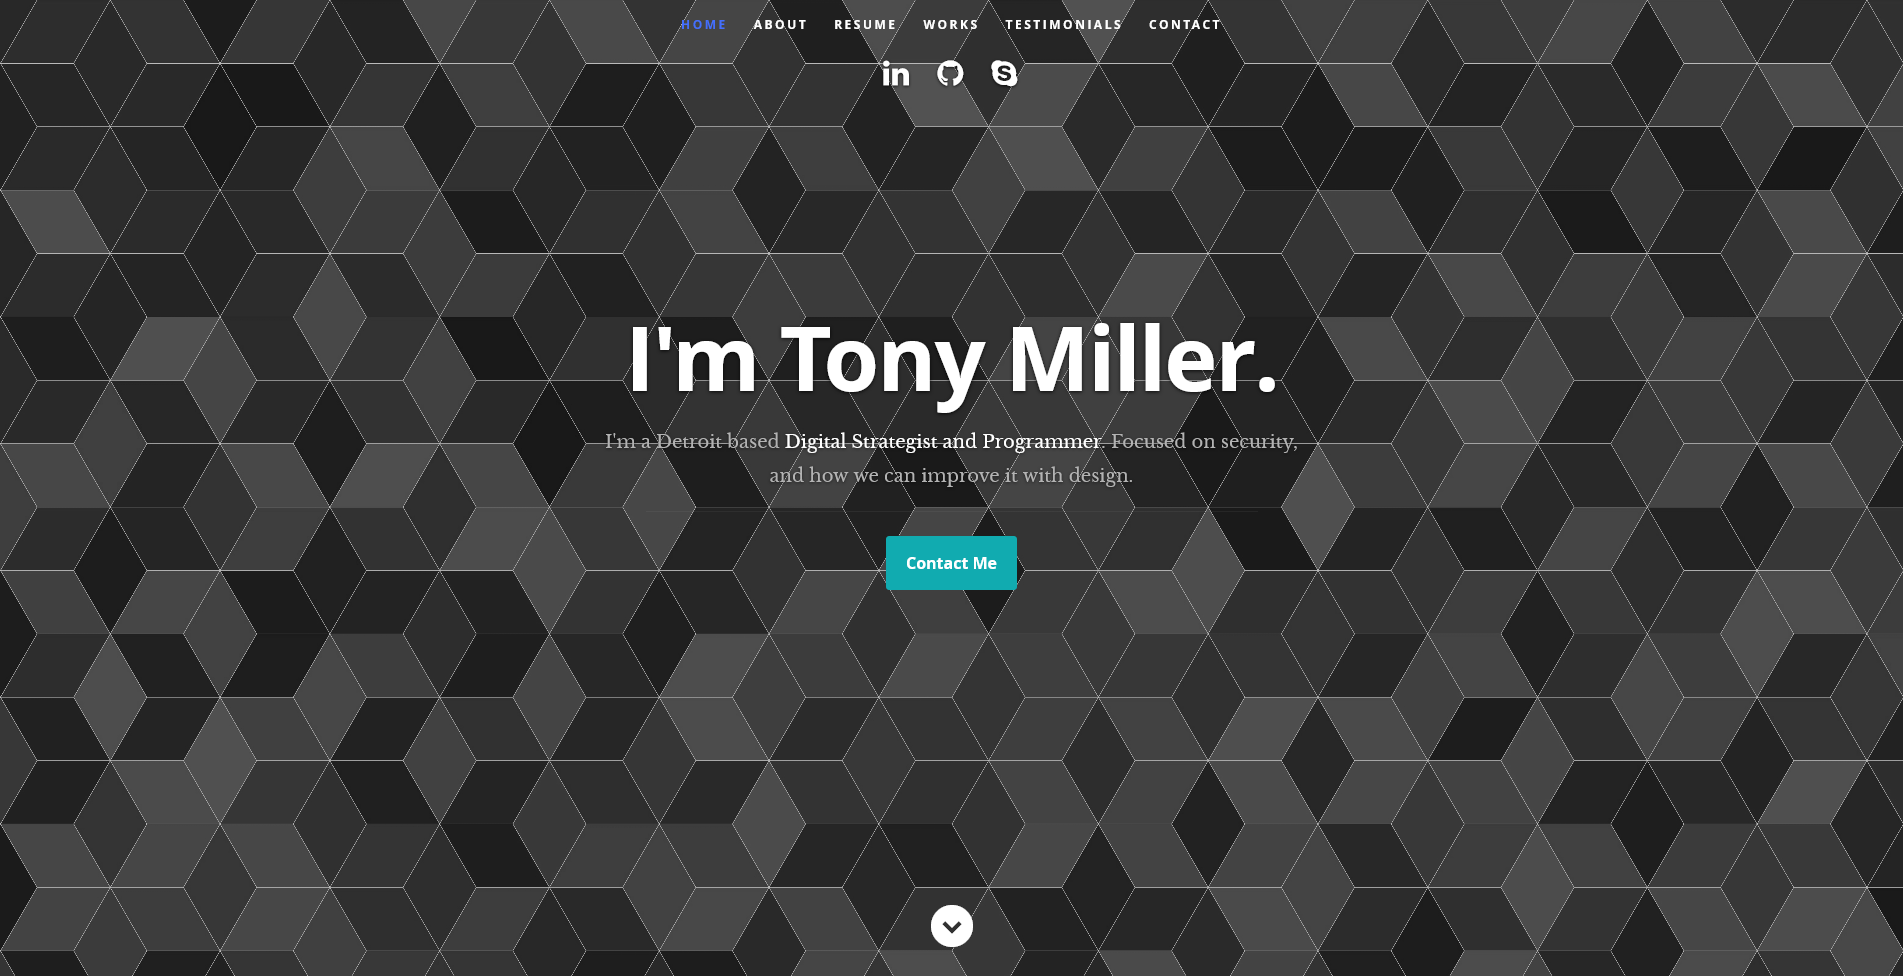 HOME ABOUT RESUME WORKS TESTIMONIALS CONTACT
in
I'm Tony Miller.
I'm a Detroit based Digital Strategist and Programmer. Focused on security,
and how we can improve it with design.
Contact Me